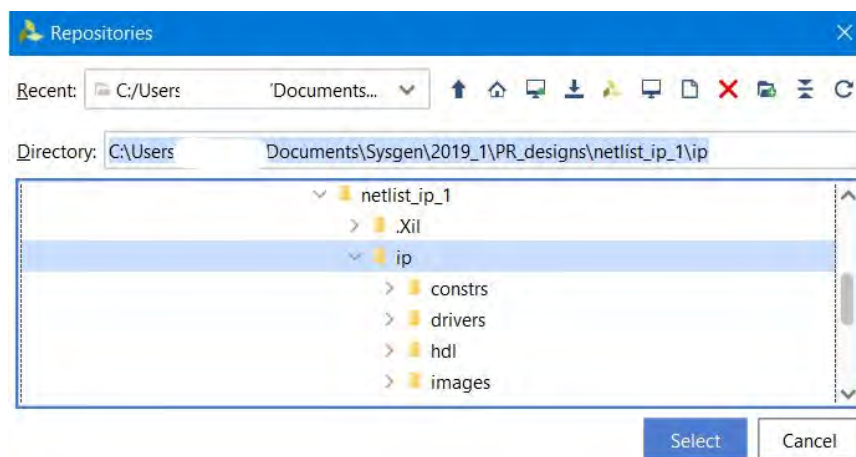 Repositories
Recent: C:/Users 'Documents...
Directory: C:\Users Documents\Sysgen\2019_1\PR_designs\netlist_ip_1\ip
netlist_ip_1
.Xil
ip
constrs
drivers
hdl
images
Select Cancel